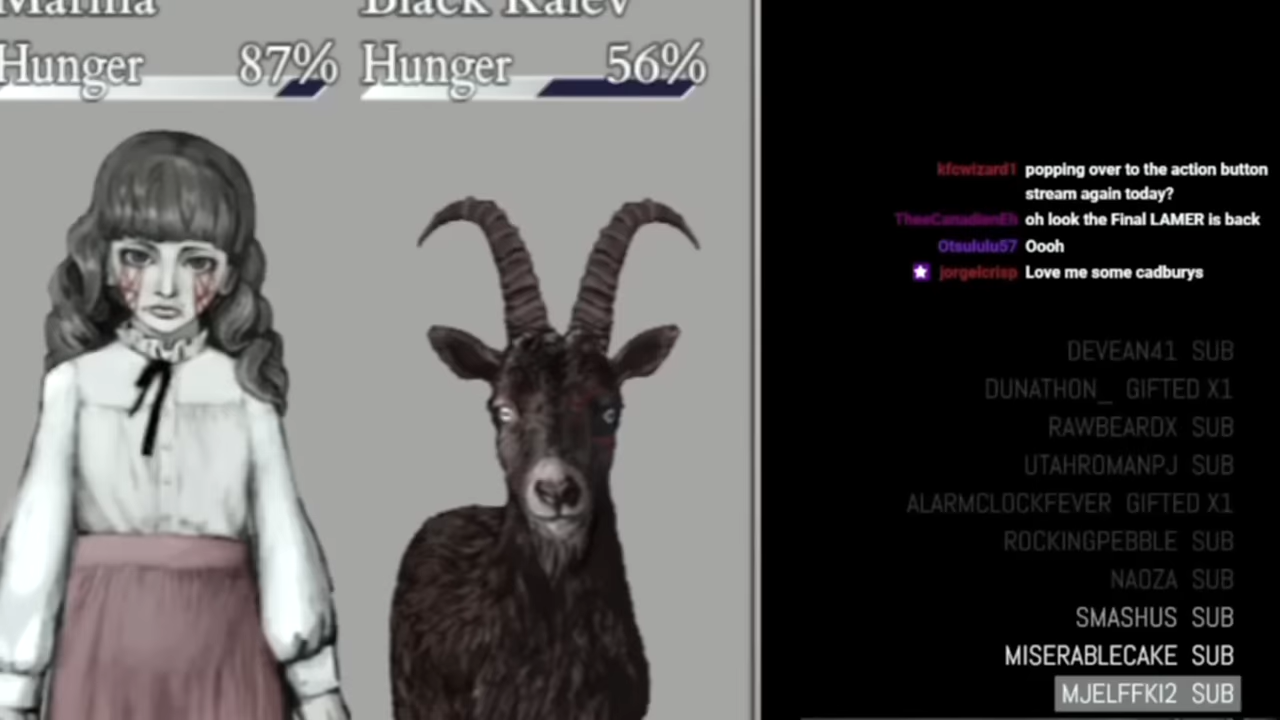 Marina
Black Kalev
Hunger 87%
Hunger 56%
kfcwizard1 popping over to the action button
stream again today?
TheeCanadienEh oh look the Final LAMER is back
Otsululu57 Oooh
jorgelcrisp Love me some cadburys
DEVEAN41 SUB
DUNATHON_ GIFTED X1
RAWBEARDX SUB
UTAHROMANPJ SUB
ALARMCLOCKFEVER GIFTED X1
ROCKINGPEBBLE SUB
NAOZA SUB
SMASHUS SUB
MISERABLECAKE SUB
MJELFFKI2 SUB